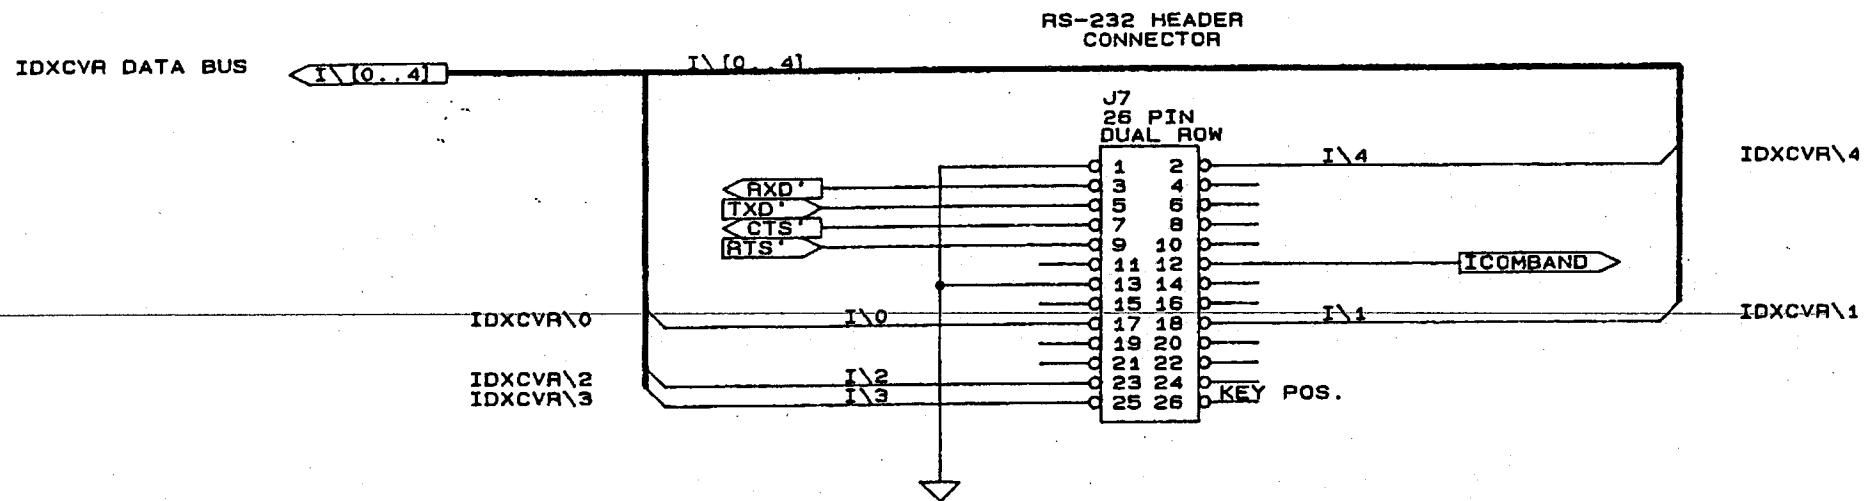 RS-232 HEADER
CONNECTOR
IDXCVR DATA BUS
I\[0..4]
I\[0..4]
J7
26 PIN
DUAL ROW
1 2
I\4
IDXCVR\4
RXD'
3 4
TXD'
5 6
CTS'
7 8
RTS'
9 10
11 12
ICOMBAND
13 14
15 16
IDXCVR\0
I\0
17 18
I\1
IDXCVR\1
19 20
21 22
IDXCVR\2
I\2
23 24
IDXCVR\3
I\3
25 26
KEY POS.